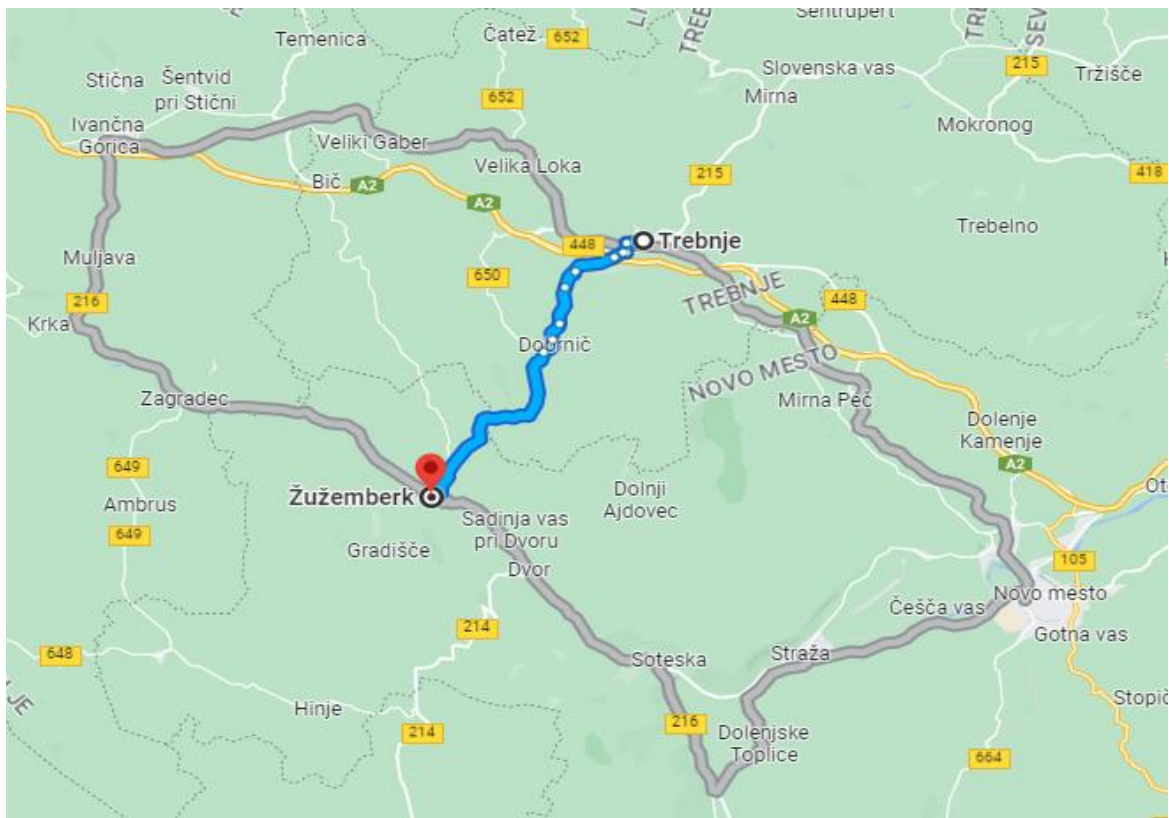 Šentrupert
215
Tržišče
Temenica
Čatež
652
Slovenska vas
Mirna
Mokronog
418
Stična
Šentvid
pri Stični
652
Ivančna
Gorica
Veliki Gaber
Velika Loka
215
Bič
A2
A2
Trebelno
448
Trebnje
Muljava
650
TREBNJE
448
216
A2
Krka
Dobrnič
NOVO MESTO
Mirna Peč
Zagradec
Dolenje
Kamenje
A2
649
Žužemberk
Dolnji
Ajdovec
Ambrus
Sadinja vas
pri Dvoru
649
Gradišče
Dvor
105
Novo mesto
Češča vas
Gotna vas
214
648
Soteska
Straža
Hinje
216
Dolenjske
Toplice
214
664